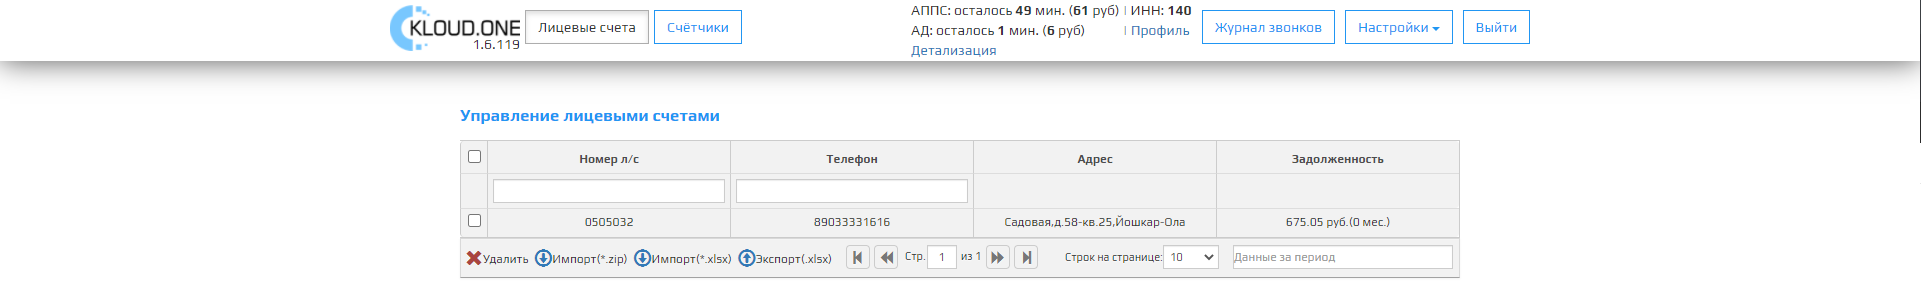 KLOUD.ONE
1.6.119
Лицевые счета
Счётчики
АППС: осталось 49 мин. (61 руб) | ИНН: 140
АД: осталось 1 мин. (6 руб) | Профиль
Детализация
Журнал звонков
Настройки
Выйти
Управление лицевыми счетами
Номер л/с Телефон Адрес Задолженность
0505032 89033331616 Садовая,д.58-кв.25,Йошкар-Ола 675.05 руб.(0 мес.)
Удалить Импорт(*.zip) Импорт(*.xlsx) Экспорт(.xlsx) Стр. 1 из 1 Строк на странице: 10 Данные за период